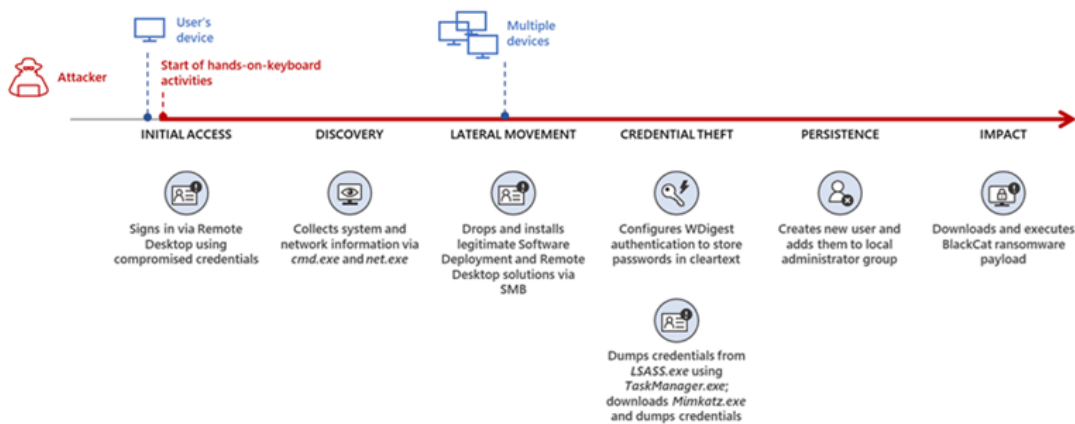 User's
device
Multiple
devices
Attacker
Start of hands-on-keyboard
activities
INITIAL ACCESS
DISCOVERY
LATERAL MOVEMENT
CREDENTIAL THEFT
PERSISTENCE
IMPACT
Signs in via Remote
Desktop using
compromised credentials
Collects system and
network information via
cmd.exe and net.exe
Drops and installs
legitimate Software
Deployment and Remote
Desktop solutions via
SMB
Configures WDigest
authentication to store
passwords in cleartext
Creates new user and
adds them to local
administrator group
Downloads and executes
BlackCat ransomware
payload
Dumps credentials from
LSASS.exe using
TaskManager.exe;
downloads Mimkatz.exe
and dumps credentials